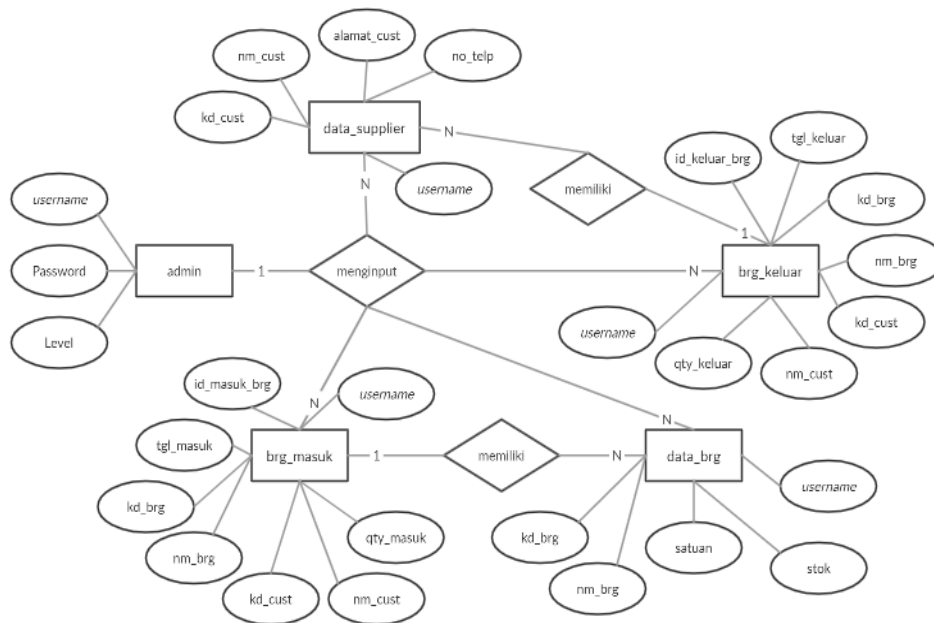 alamat_cust
nm_cust
no_telp
kd_cust
data_supplier
N
tgl_keluar
id_keluar_brg
memiliki
username
N
username
kd_brg
1
admin
1
menginput
N
brg_keluar
nm_brg
Password
kd_cust
username
Level
qty_keluar
nm_cust
id_masuk_brg
username
N
N
tgl_masuk
brg_masuk
1
memiliki
N
data_brg
username
kd_brg
qty_masuk
kd_brg
satuan
nm_brg
stok
nm_brg
kd_cust
nm_cust